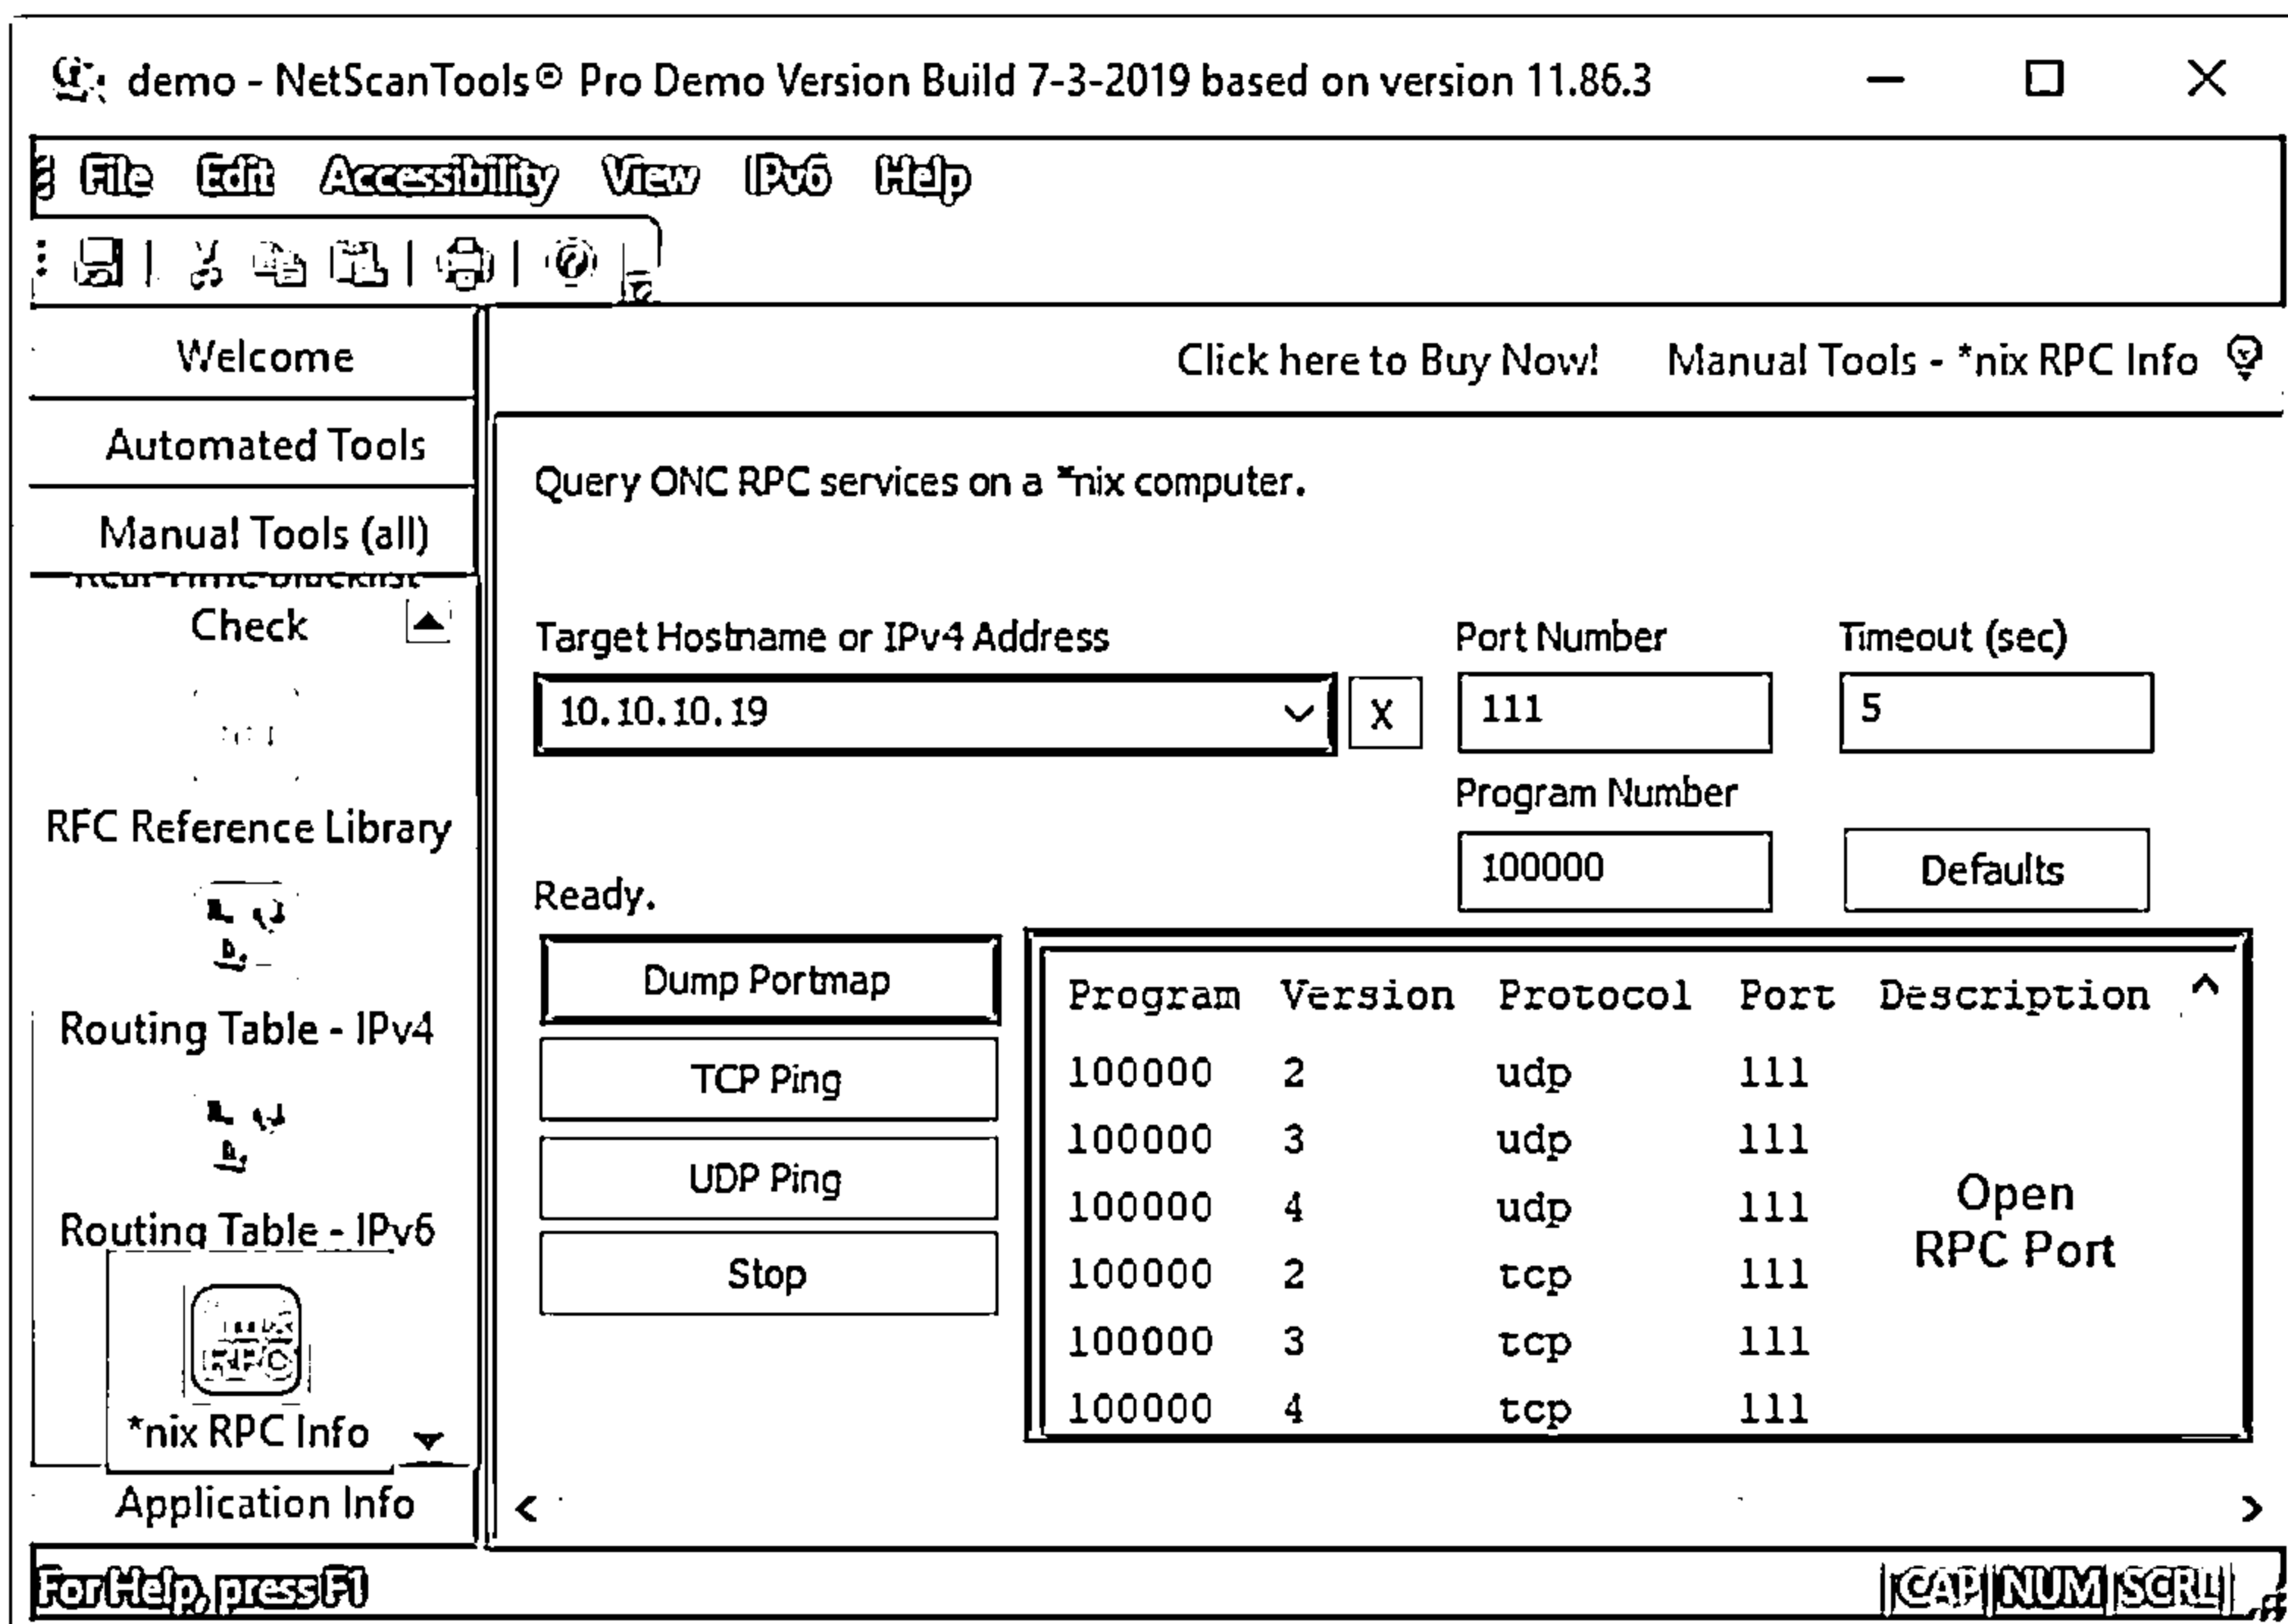 demo - NetScanTools® Pro Demo Version Build 7-3-2019 based on version 11.86.3
File Edit Accessibility View IPv6 Help
Welcome
Click here to Buy Now! Manual Tools - *nix RPC Info
Automated Tools
Query ONC RPC services on a *nix computer.
Manual Tools (all)
Check
Target Hostname or IPv4 Address Port Number Timeout (sec)
10.10.10.19 X 111 5
Program Number
RFC Reference Library
100000 Defaults
Ready.
Dump Portmap
Program Version Protocol Port Description
Routing Table - IPv4
100000 2 udp 111
TCP Ping
100000 3 udp 111
UDP Ping
100000 4 udp 111
Open
RPC Port
Routing Table - IPv6
100000 2 tcp 111
Stop
100000 3 tcp 111
RPC
100000 4 tcp 111
*nix RPC Info
Application Info
For Help, press F1 CAP NUM SCRL